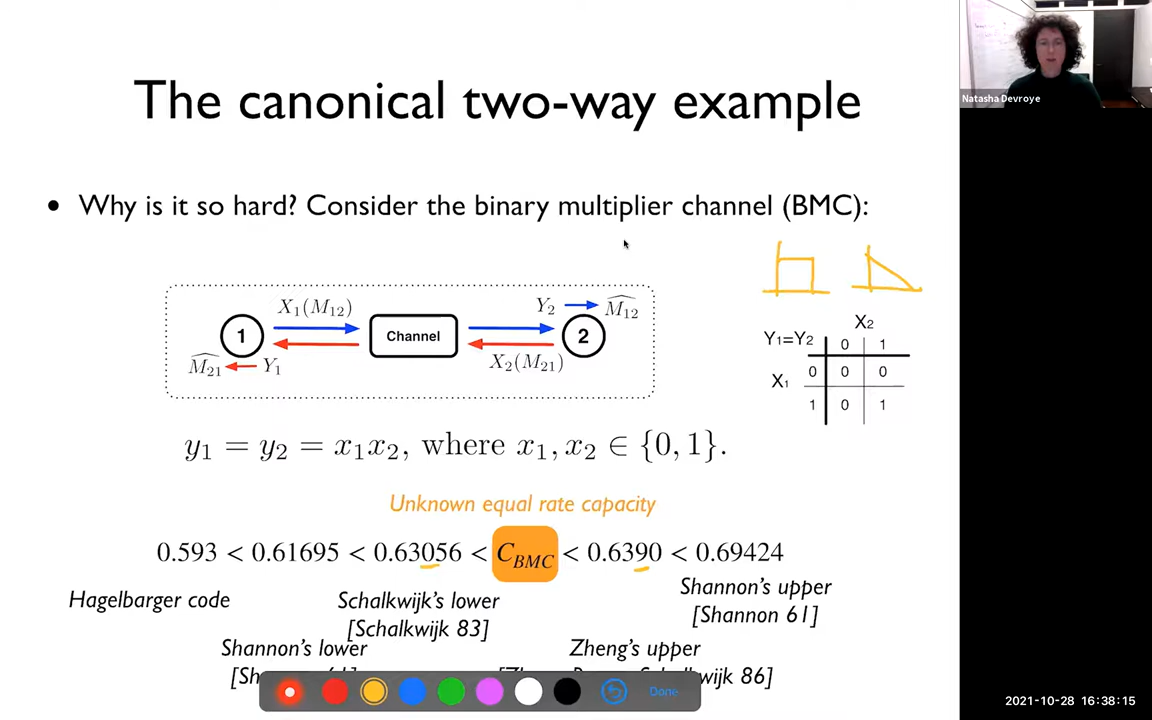 The canonical two-way example
• Why is it so hard? Consider the binary multiplier channel (BMC):
X₁(M₁₂)
Y₂
M̂₁₂
1
Channel
2
M̂₂₁
Y₁
X₂(M₂₁)
X₂
Y₁=Y₂ 0 1
X₁ 0 0 0
1 0 1
y₁ = y₂ = x₁x₂, where x₁, x₂ ∈ {0, 1}.
Unknown equal rate capacity
0.593 < 0.61695 < 0.63056 < C_BMC < 0.6390 < 0.69424
Hagelbarger code
Schalkwijk's lower
[Schalkwijk 83]
Shannon's upper
[Shannon 61]
Shannon's lower
Zheng's upper
wijk 86]
Done
Natasha Devroye
2021-10-28 16:38:15